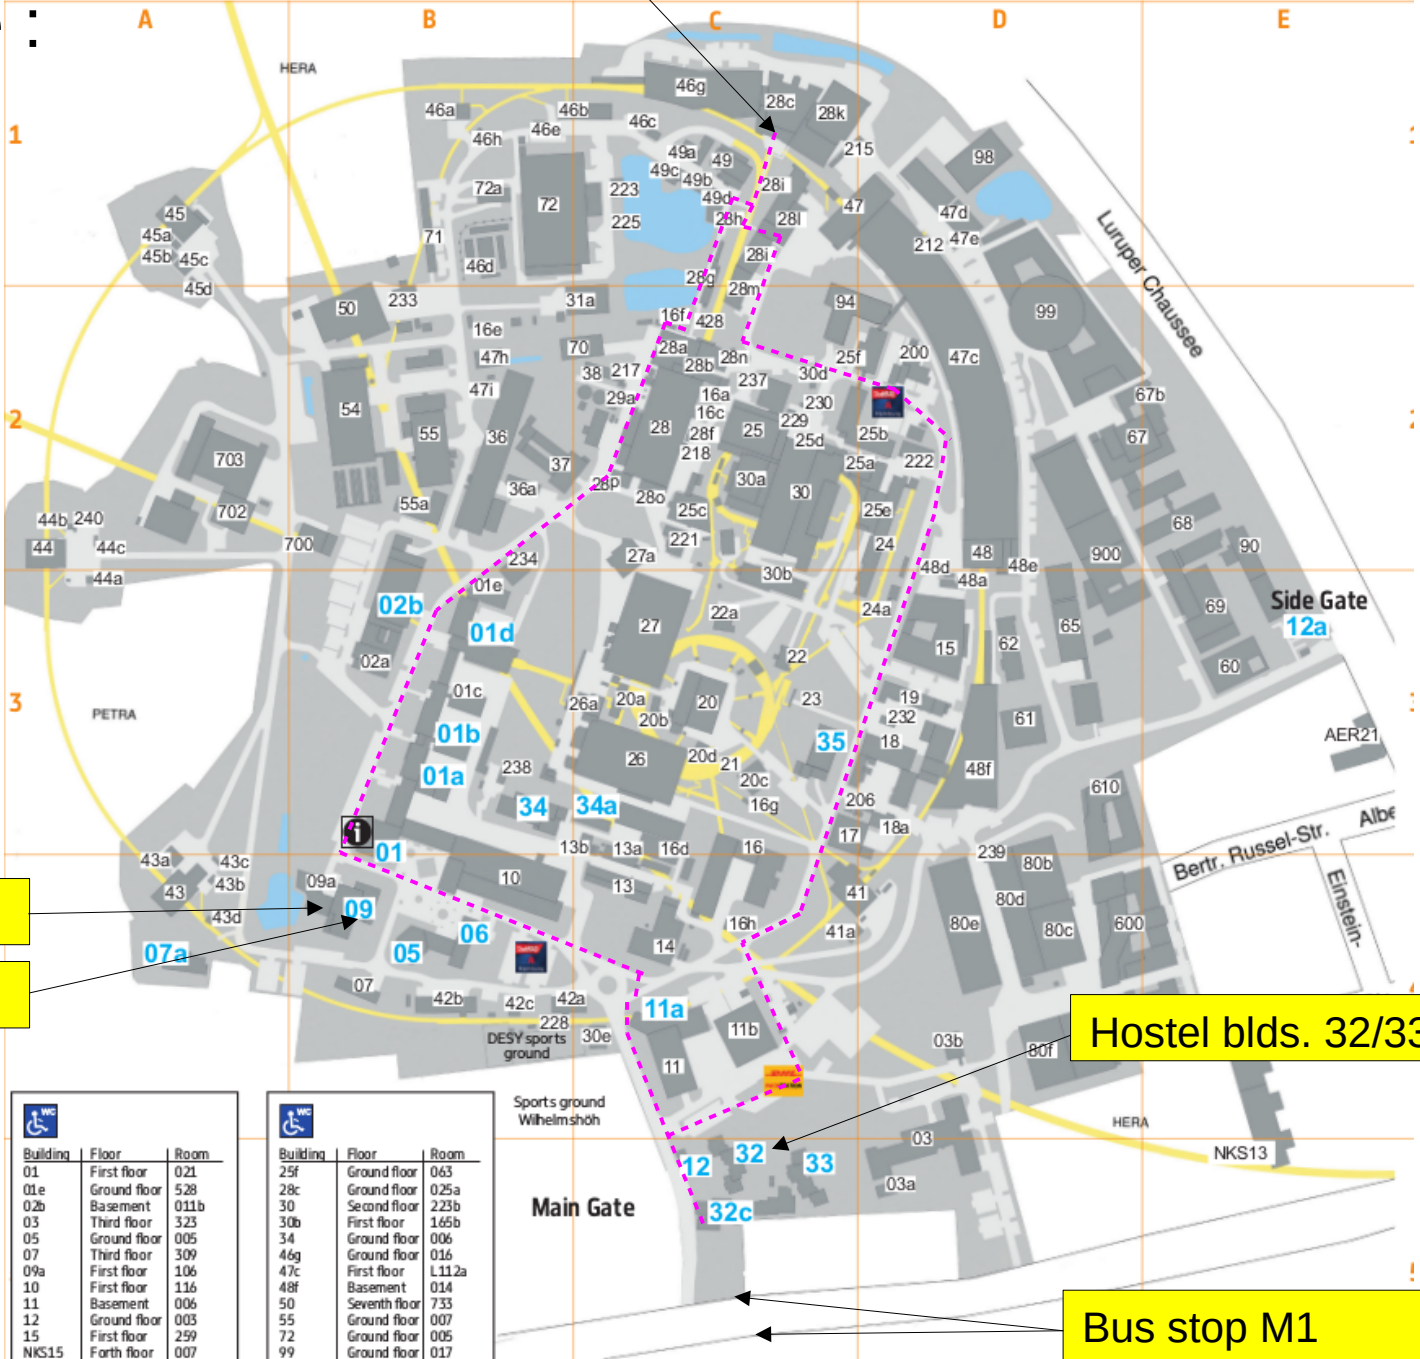 :
A B C D E
HERA
46g
28c
28k
46a
46b
46c
46h
46e
1
215
49a
49
98
49c
49b
28i
72a
223
72
49d
47
45
225
28h
28l
47d
71
212
47e
45a
45b
45c
28i
46d
28g
45d
28m
Luruper Chaussee
233
31a
50
94
99
16f
428
16e
70
28a
28n
25f
200
47c
47h
28b
38
217
237
30d
47i
29a
16a
67b
230
54
16c
2
28
229
25
55
36
28f
25d
25b
67
218
703
37
25a
222
30a
28p
30
36a
28o
55a
25c
25e
702
44b
240
68
221
24
700
90
44
44c
27a
48
900
234
48d
48e
44a
30b
48a
01e
02b
22a
24a
69
Side Gate
12a
27
01d
65
62
15
22
02a
60
01c
20a
23
19
26a
20
3
PETRA
20b
232
61
01b
35
18
AER21
20d
26
21
238
48f
01a
20c
610
34
34a
16g
206
Albe
17
18a
Bertr. Russel-Str.
01
13b
13a
16d
16
239
43a
43c
80b
09a
10
13
43
43b
41
Einstein-
80d
09
43d
16h
80e
600
06
41a
80c
07a
05
14
07
42b
42c
42a
11a
228
11b
DESY sports
ground
30e
Hostel blds. 32/33
03b
80f
11
Sports ground
Wilhelmshöh
HERA
03
NKS13
32
12
33
03a
Main Gate
32c
WC
Building Floor Room
01 First floor 021
01e Ground floor 528
02b Basement 011b
03 Third floor 323
05 Ground floor 005
07 Third floor 309
09a First floor 106
10 First floor 116
11 Basement 006
12 Ground floor 003
15 First floor 259
NKS15 Forth floor 007
WC
Building Floor Room
25f Ground floor 063
28c Ground floor 025a
30 Second floor 223b
30b First floor 165b
34 Ground floor 006
46g Ground floor 016
47c First floor L112a
48f Basement 014
50 Seventh floor 733
55 Ground floor 007
72 Ground floor 005
99 Ground floor 017
Bus stop M1